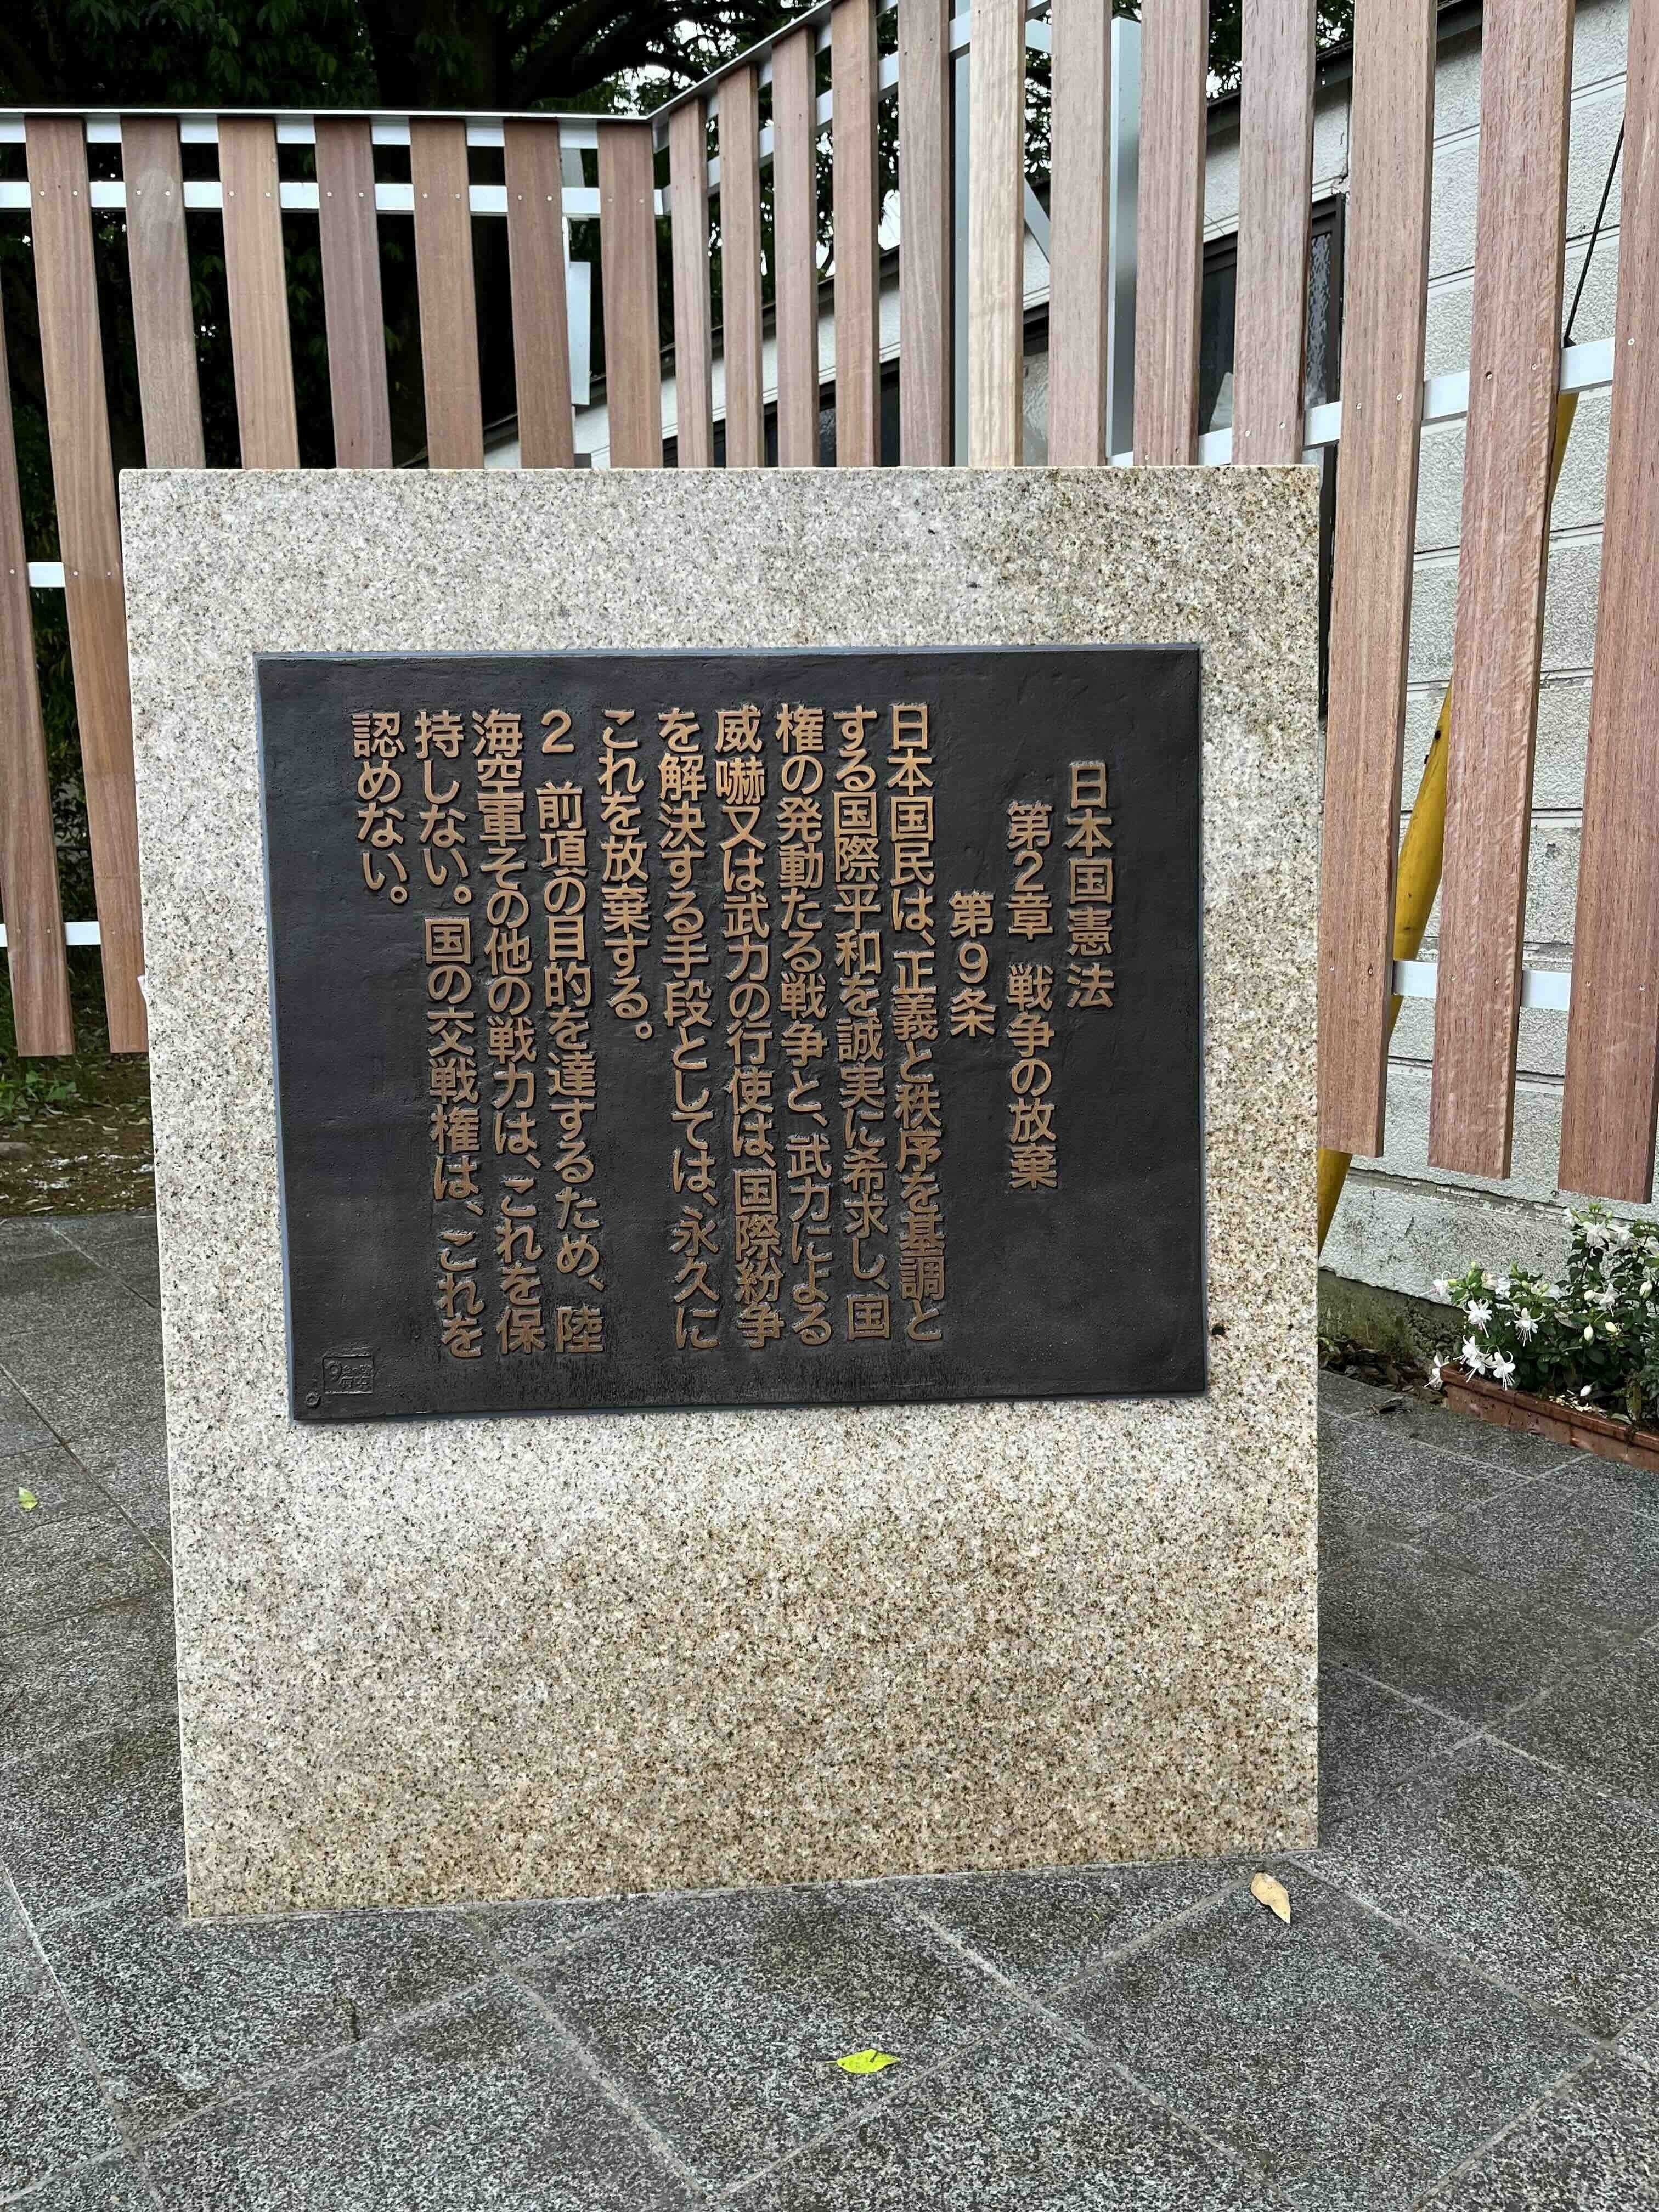 日本国憲法
第2章 戦争の放棄
第9条
日本国民は、正義と秩序を基調と
する国際平和を誠実に希求し、国
権の発動たる戦争と、武力による
威嚇又は武力の行使は、国際紛争
を解決する手段としては、永久に
これを放棄する。
2 前項の目的を達するため、陸
海空軍その他の戦力は、これを保
持しない。国の交戦権は、これを
認めない。